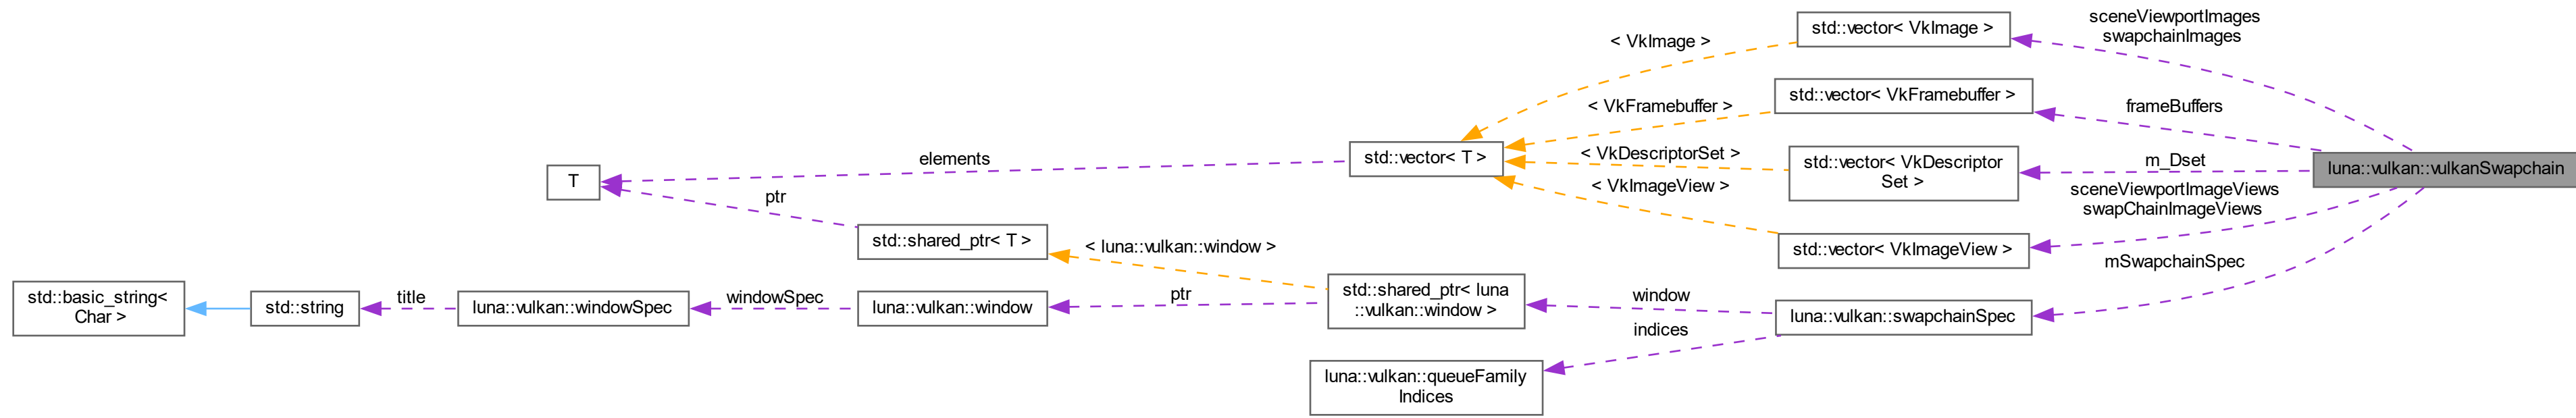 sceneViewportImages
swapchainImages
std::vector< VkImage >
< VkImage >
std::vector< VkFramebuffer >
frameBuffers
< VkFramebuffer >
std::vector< T >
elements
< VkDescriptorSet >
std::vector< VkDescriptor
Set >
m_Dset
luna::vulkan::vulkanSwapchain
T
ptr
< VkImageView >
sceneViewportImageViews
swapChainImageViews
std::shared_ptr< T >
< luna::vulkan::window >
std::vector< VkImageView >
mSwapchainSpec
std::basic_string<
Char >
std::string
title
luna::vulkan::windowSpec
windowSpec
luna::vulkan::window
ptr
std::shared_ptr< luna
::vulkan::window >
window
indices
luna::vulkan::swapchainSpec
luna::vulkan::queueFamily
Indices